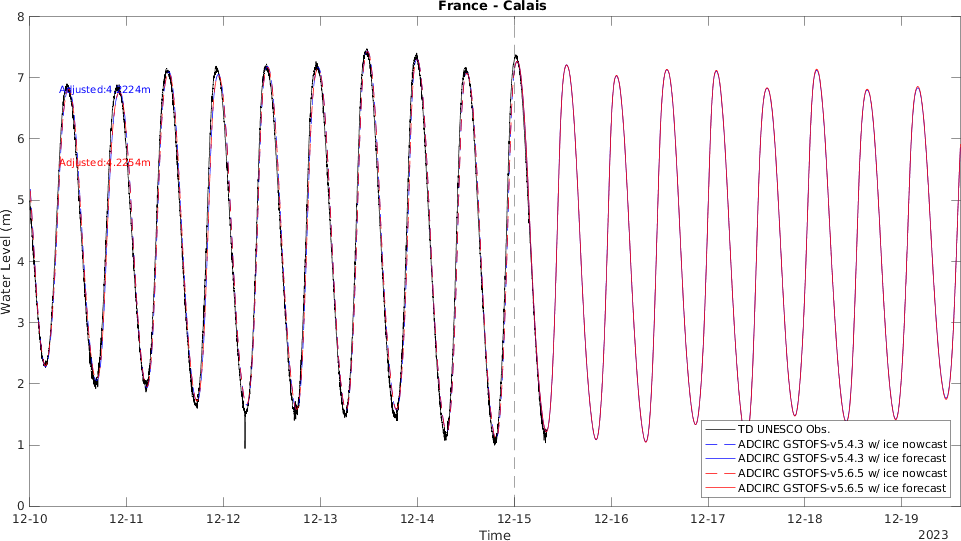 France - Calais
8
7
6
5
4
3
2
1
0
Water Level (m)
Adjusted:4.2224m
Adjusted:4.2254m
TD UNESCO Obs.
ADCIRC GSTOFS-v5.4.3 w/ ice nowcast
ADCIRC GSTOFS-v5.4.3 w/ ice forecast
ADCIRC GSTOFS-v5.6.5 w/ ice nowcast
ADCIRC GSTOFS-v5.6.5 w/ ice forecast
12-10 12-11 12-12 12-13 12-14 12-15 12-16 12-17 12-18 12-19
Time
2023